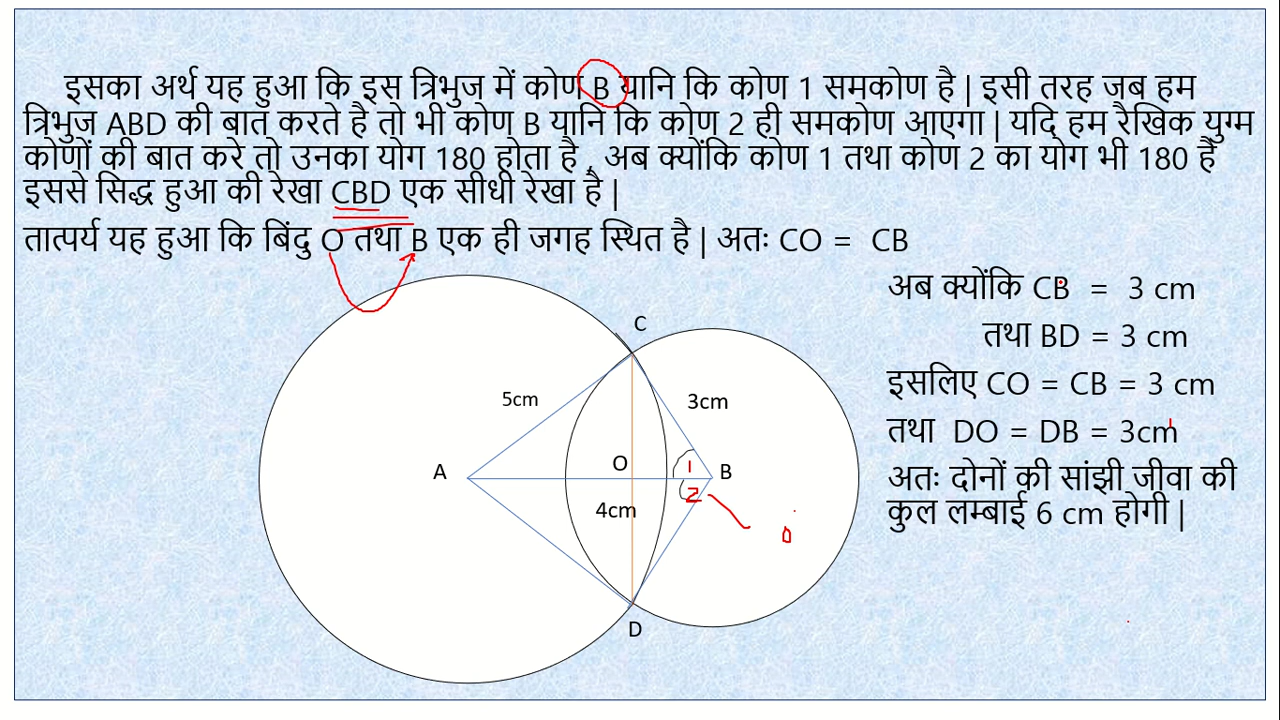 इसका अर्थ यह हुआ कि इस त्रिभुज में कोण B यानि कि कोण 1 समकोण है | इसी तरह जब हम
त्रिभुज ABD की बात करते है तो भी कोण B यानि कि कोण 2 ही समकोण आएगा | यदि हम रैखिक युग्म
कोणों की बात करे तो उनका योग 180 होता है , अब क्योंकि कोण 1 तथा कोण 2 का योग भी 180 है
इससे सिद्ध हुआ की रेखा CBD एक सीधी रेखा है |
तात्पर्य यह हुआ कि बिंदु O तथा B एक ही जगह स्थित है | अतः CO = CB
अब क्योंकि CB = 3 cm
तथा BD = 3 cm
इसलिए CO = CB = 3 cm
तथा DO = DB = 3cm
अतः दोनों की सांझी जीवा की
कुल लम्बाई 6 cm होगी |
C
5cm
3cm
A
O
1
B
2
4cm
D